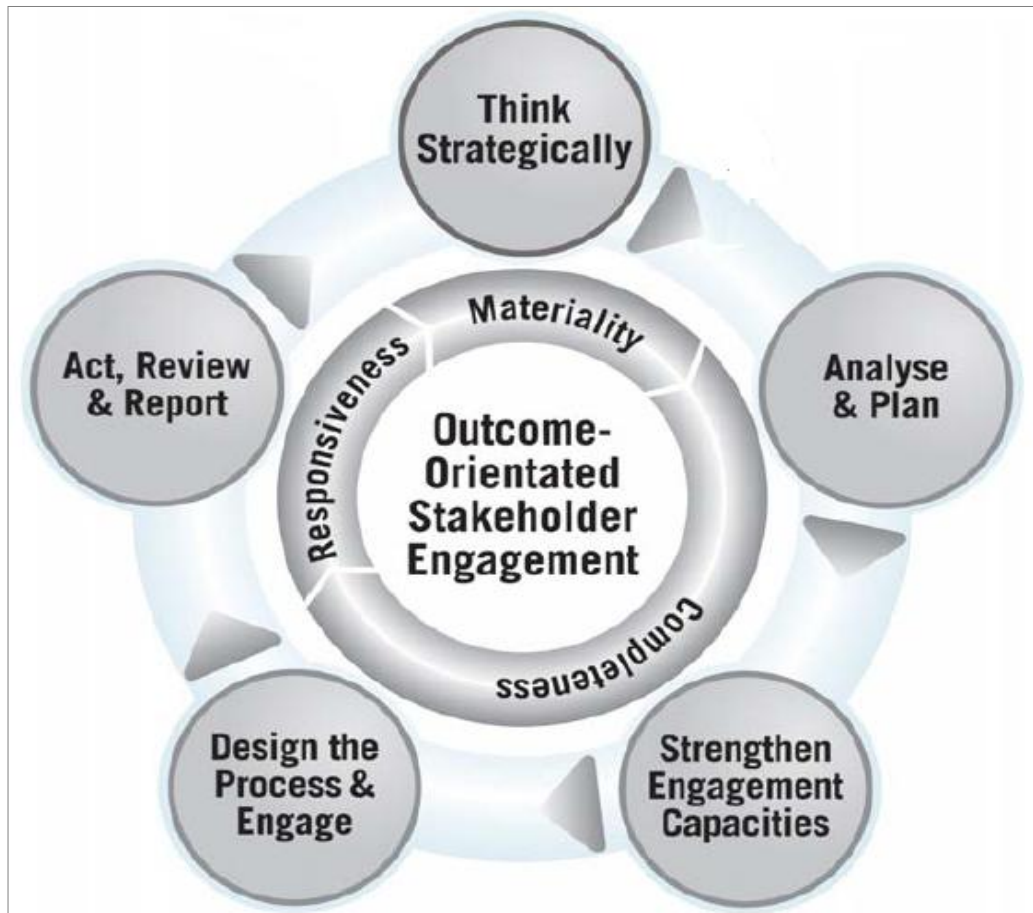 Think
Strategically
Analyse
& Plan
Strengthen
Engagement
Capacities
Design the
Process &
Engage
Act, Review
& Report
Materiality
Completeness
Responsiveness
Outcome-
Orientated
Stakeholder
Engagement